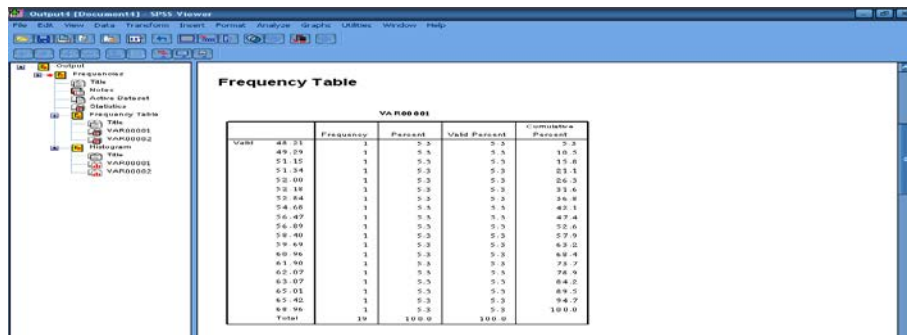 Output4 [Document4] - SPSS Viewer
File Edit View Data Transform Insert Format Analyze Graphs Utilities Window Help
Output
Frequencies
Title
Notes
Active Dataset
Statistics
Frequency Table
Title
VAR00001
VAR00002
Histogram
Title
VAR00001
VAR00002
Frequency Table
VAR00001
Frequency Percent Valid Percent Cumulative Percent
Valid 48.21 1 5.3 5.3 5.3
49.29 1 5.3 5.3 10.5
51.15 1 5.3 5.3 15.8
51.34 1 5.3 5.3 21.1
52.00 1 5.3 5.3 26.3
52.18 1 5.3 5.3 31.6
52.84 1 5.3 5.3 36.8
54.68 1 5.3 5.3 42.1
56.47 1 5.3 5.3 47.4
56.89 1 5.3 5.3 52.6
58.40 1 5.3 5.3 57.9
59.69 1 5.3 5.3 63.2
60.96 1 5.3 5.3 68.4
61.90 1 5.3 5.3 73.7
62.07 1 5.3 5.3 78.9
63.07 1 5.3 5.3 84.2
65.01 1 5.3 5.3 89.5
65.42 1 5.3 5.3 94.7
68.96 1 5.3 5.3 100.0
Total 19 100.0 100.0